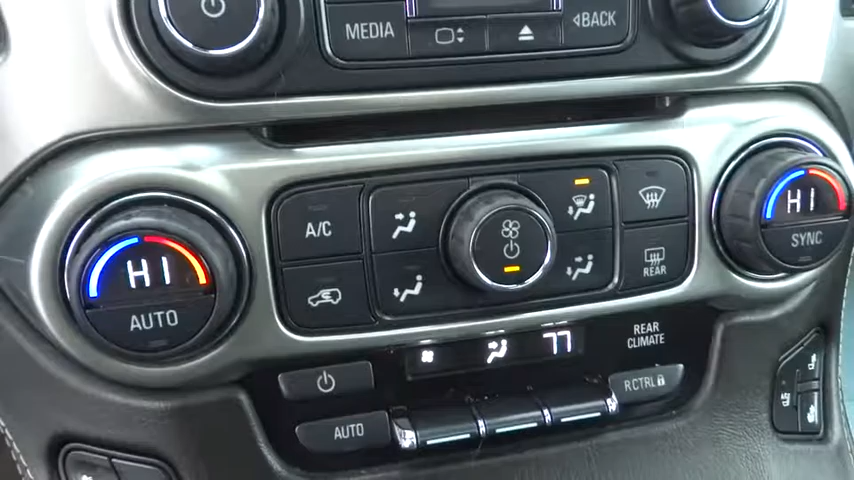 MEDIA
BACK
A/C
REAR
HI
AUTO
HI
SYNC
77
REAR
CLIMATE
AUTO
RCTRL